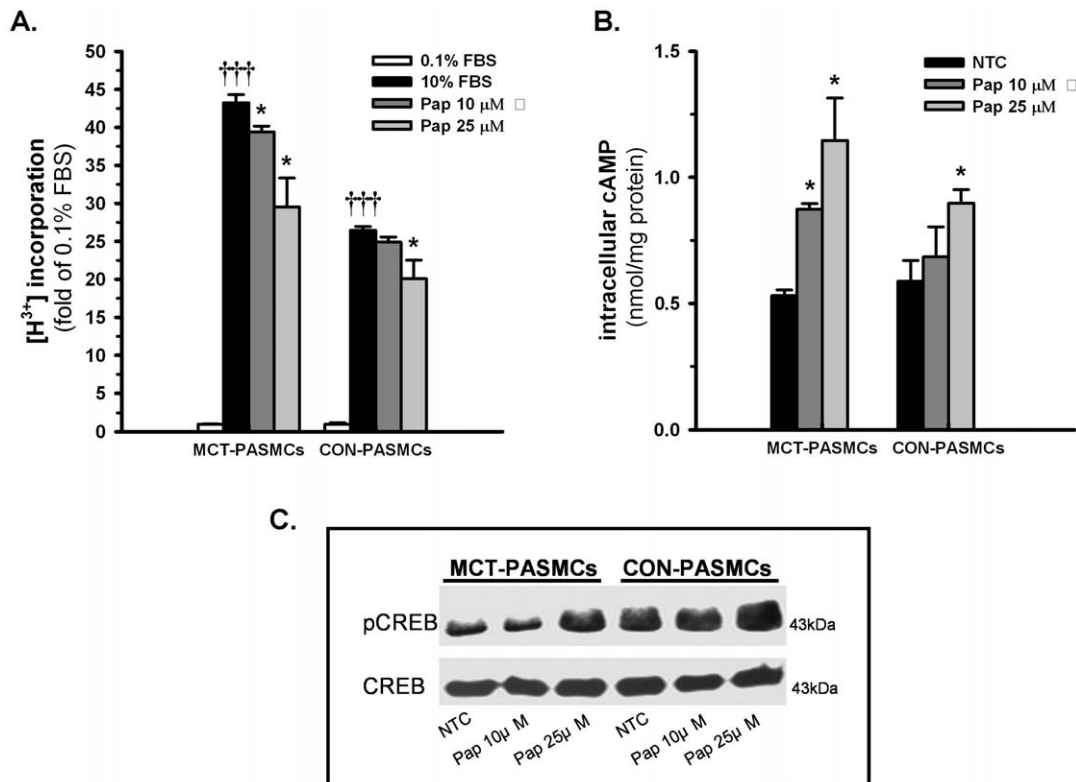 A.
50
45
40
35
30
25
20
15
10
5
0
[H³⁺] incorporation
(fold of 0.1% FBS)
0.1% FBS
10% FBS
Pap 10 μM □
Pap 25 μM
†††
*
*
†††
*
MCT-PASMCs CON-PASMCs
B.
1.5
1.0
0.5
0.0
intracellular cAMP
(nmol/mg protein)
NTC
Pap 10 μM □
Pap 25 μM
*
*
*
MCT-PASMCs CON-PASMCs
C.
MCT-PASMCs CON-PASMCs
pCREB 43kDa
CREB 43kDa
NTC Pap 10μ M Pap 25μ M NTC Pap 10μ M Pap 25μ M